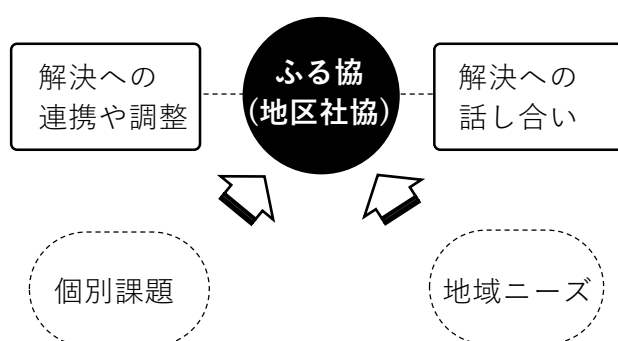 解決への
連携や調整
ふる協
(地区社協)
解決への
話し合い
個別課題
地域ニーズ